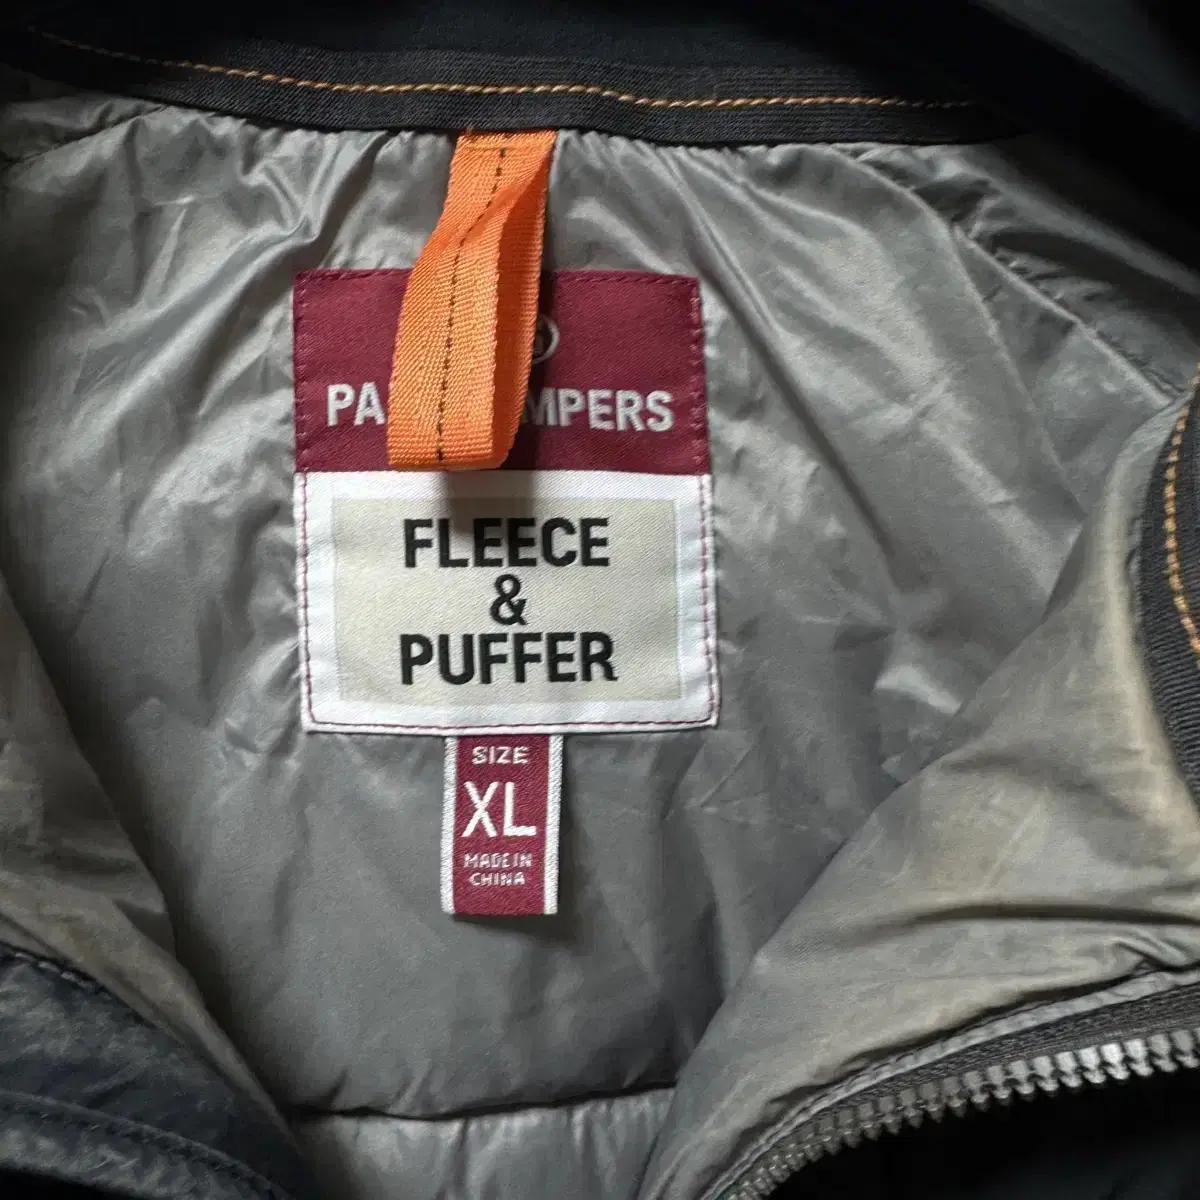 PA MPERS
FLEECE
&
PUFFER
SIZE
XL
MADE IN
CHINA